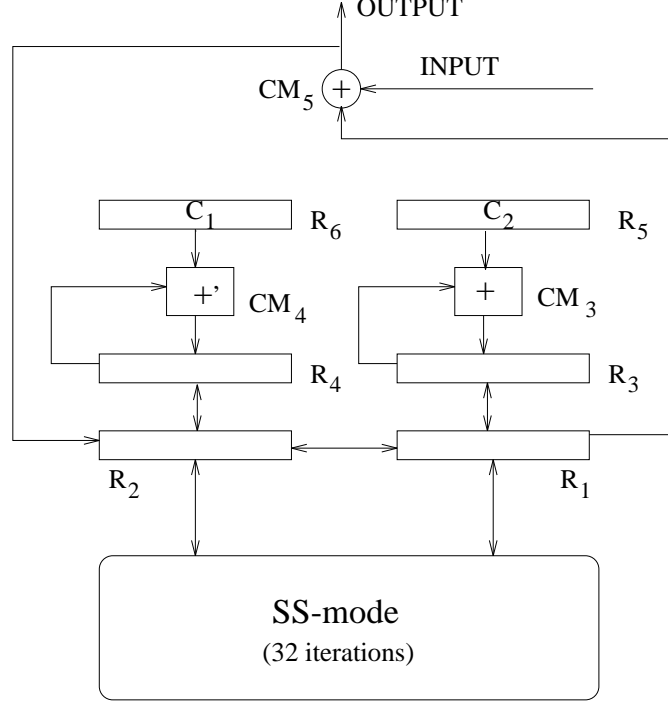 OUTPUT
INPUT
CM5
+
C1
R6
C2
R5
+’
CM4
+
CM3
R4
R3
R2
R1
SS-mode
(32 iterations)